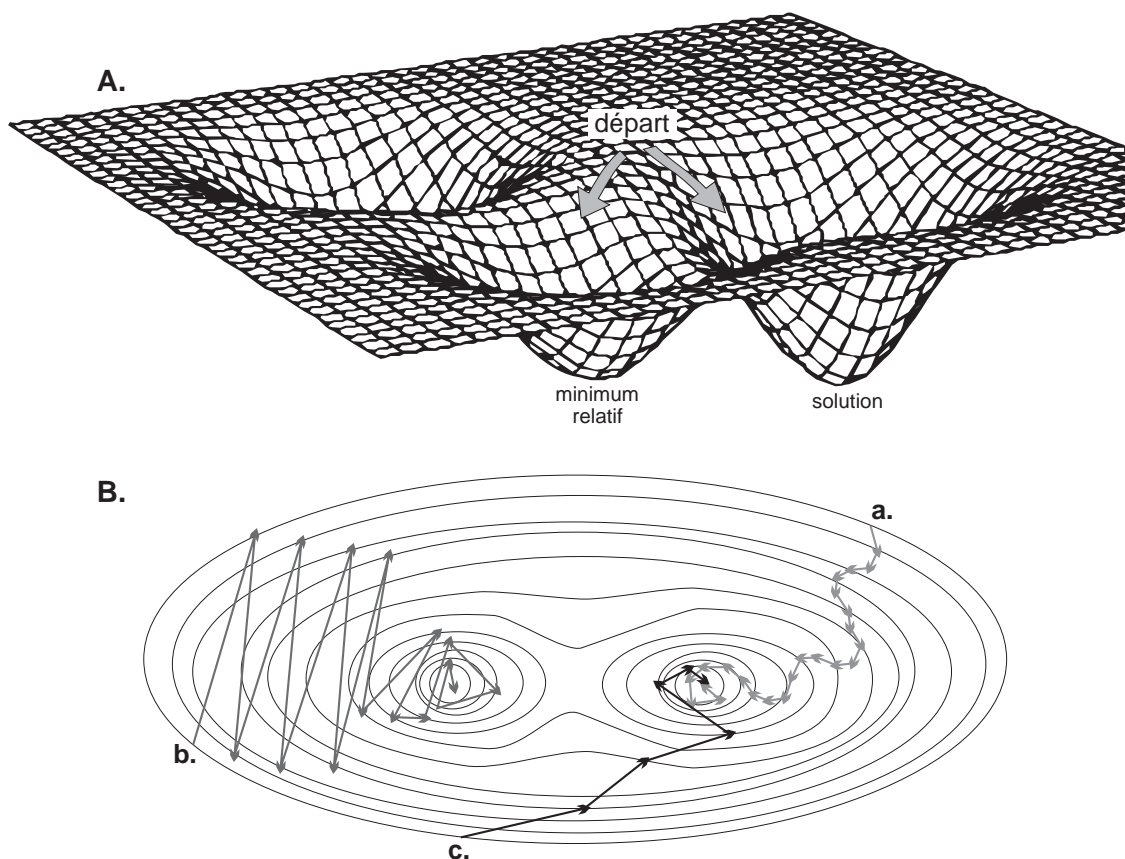 A.
départ
minimum
relatif
solution
B.
a.
b.
c.